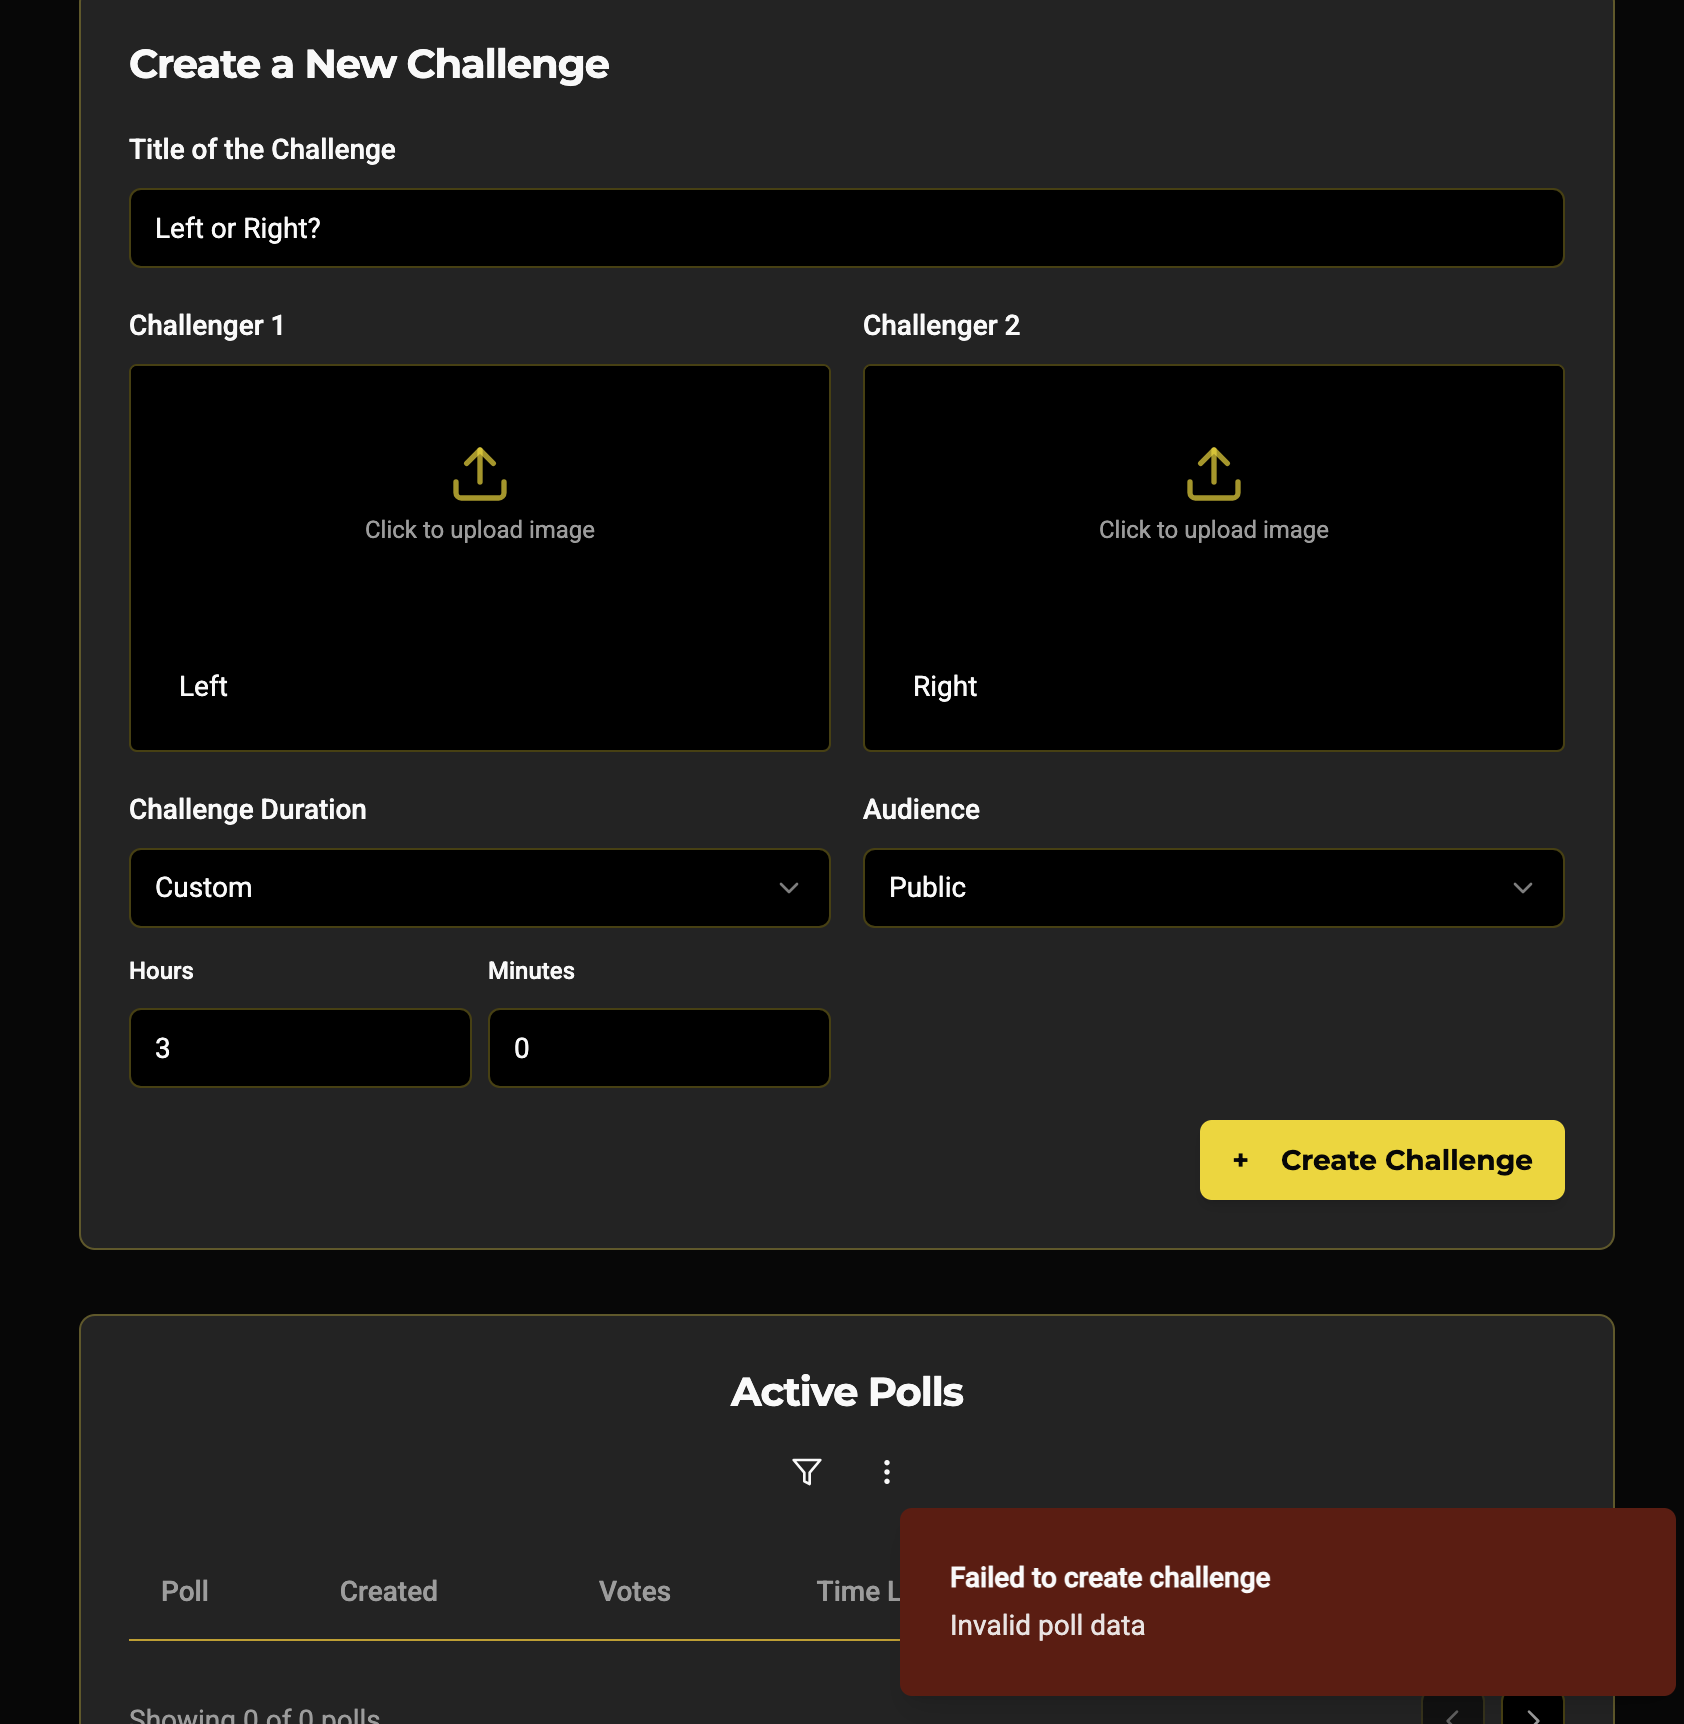 Create a New Challenge
Title of the Challenge
Left or Right?
Challenger 1
Challenger 2
Click to upload image
Click to upload image
Left
Right
Challenge Duration
Audience
Custom
Public
Hours
Minutes
3
0
+ Create Challenge
Active Polls
Poll Created Votes Time L
Failed to create challenge
Invalid poll data
Showing 0 of 0 polls